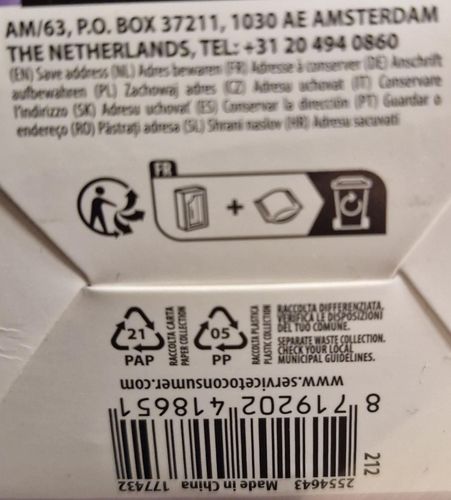 AM/63, P.O. BOX 37211, 1030 AE AMSTERDAM
THE NETHERLANDS, TEL: +31 20 494 0860
(EN) Save address (NL) Adres bewaren (FR) Adresse à conserver (DE) Anschrift
aufbewahren (PL) Zachowaj adres (CZ) Adresu uchovat (IT) Conservare
l'indirizzo (SK) Adresu uchovať (ES) Conservar la dirección (PT) Guardar o
endereço (RO) Păstrați adresa (SL) Shrani naslov (HR) Adresu sacuvati
FR
+
21
PAP
RACCOLTA CARTA
PAPER COLLECTION
05
PP
RACCOLTA PLASTICA
PLASTIC COLLECTION
RACCOLTA DIFFERENZIATA,
VERIFICA LE DISPOSIZIONI
DEL TUO COMUNE.
SEPARATE WASTE COLLECTION.
CHECK YOUR LOCAL
MUNICIPAL GUIDELINES.
www.servicetoconsumer.com
8 719202 418651
212
2554643 Made in China 177432